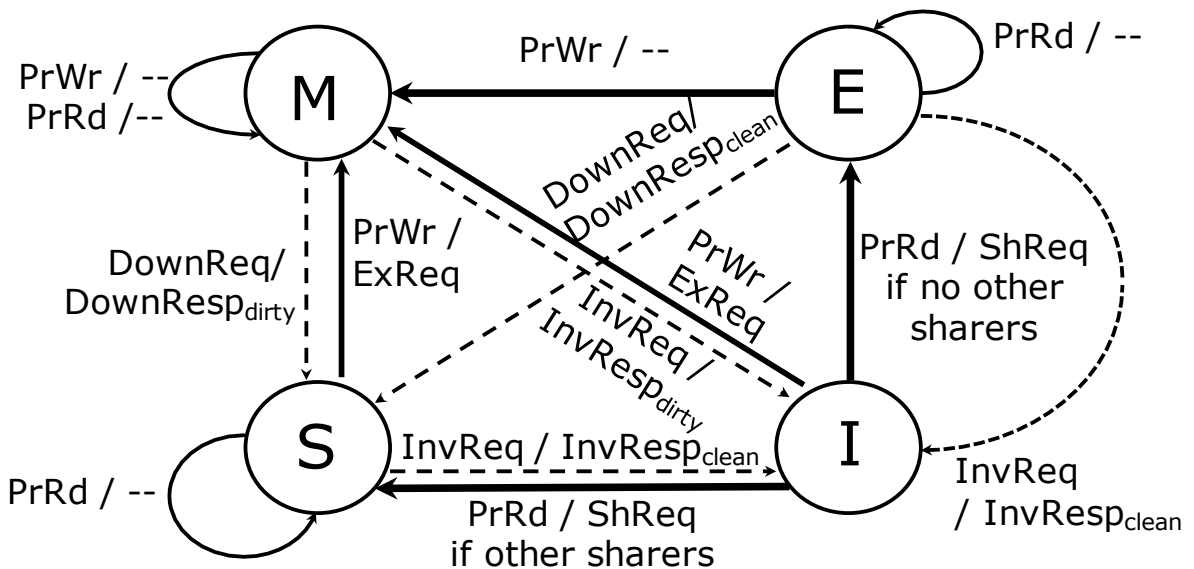 PrWr / --
PrRd /--
M
PrWr / --
E
PrRd / --
DownReq/
DownResp_clean
DownReq/
DownResp_dirty
PrWr /
ExReq
PrWr /
ExReq
InvReq /
InvResp_dirty
PrRd / ShReq
if no other
sharers
S
PrRd / --
InvReq / InvResp_clean
PrRd / ShReq
if other sharers
I
InvReq
/ InvResp_clean